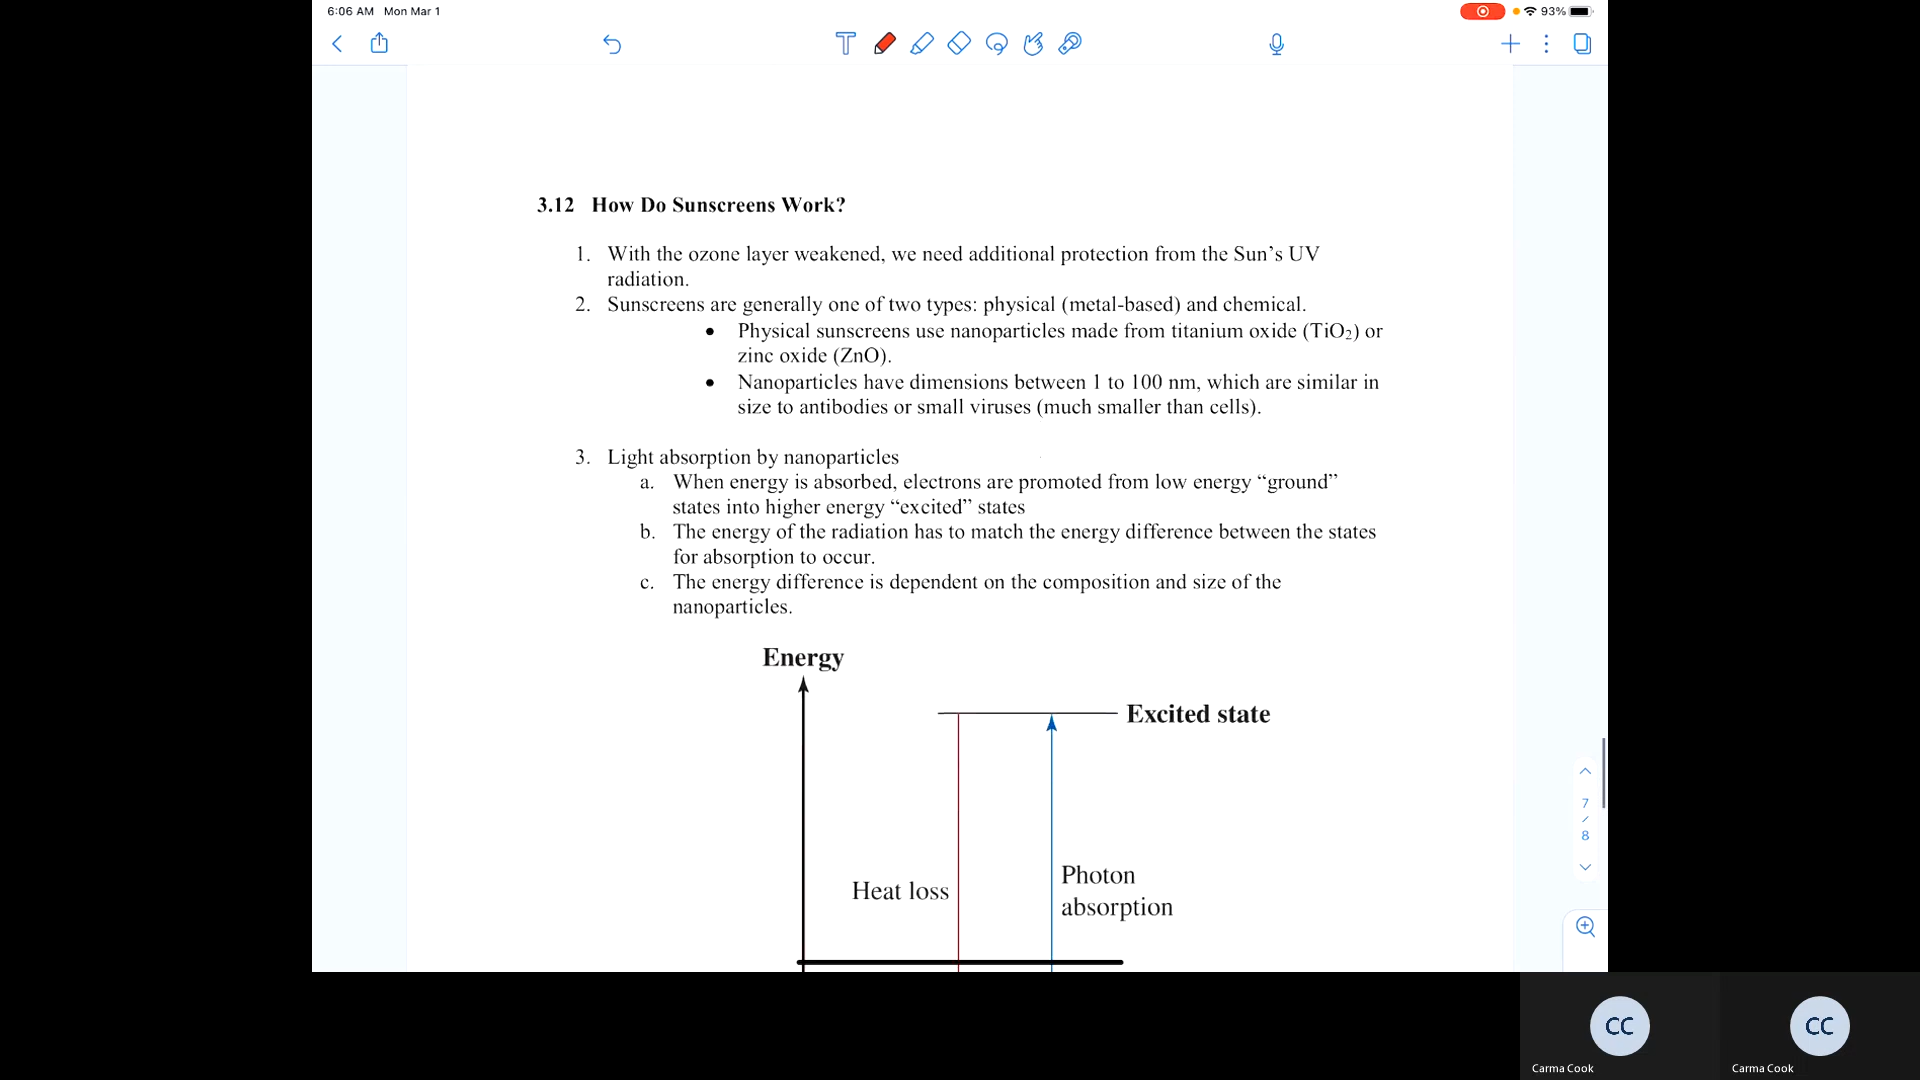 6:06 AM Mon Mar 1
93%
3.12 How Do Sunscreens Work?
1. With the ozone layer weakened, we need additional protection from the Sun’s UV
radiation.
2. Sunscreens are generally one of two types: physical (metal-based) and chemical.
• Physical sunscreens use nanoparticles made from titanium oxide (TiO₂) or
zinc oxide (ZnO).
• Nanoparticles have dimensions between 1 to 100 nm, which are similar in
size to antibodies or small viruses (much smaller than cells).
3. Light absorption by nanoparticles
a. When energy is absorbed, electrons are promoted from low energy “ground”
states into higher energy “excited” states
b. The energy of the radiation has to match the energy difference between the states
for absorption to occur.
c. The energy difference is dependent on the composition and size of the
nanoparticles.
Energy
Excited state
Heat loss
Photon
absorption
7
/
8
CC
Carma Cook
CC
Carma Cook